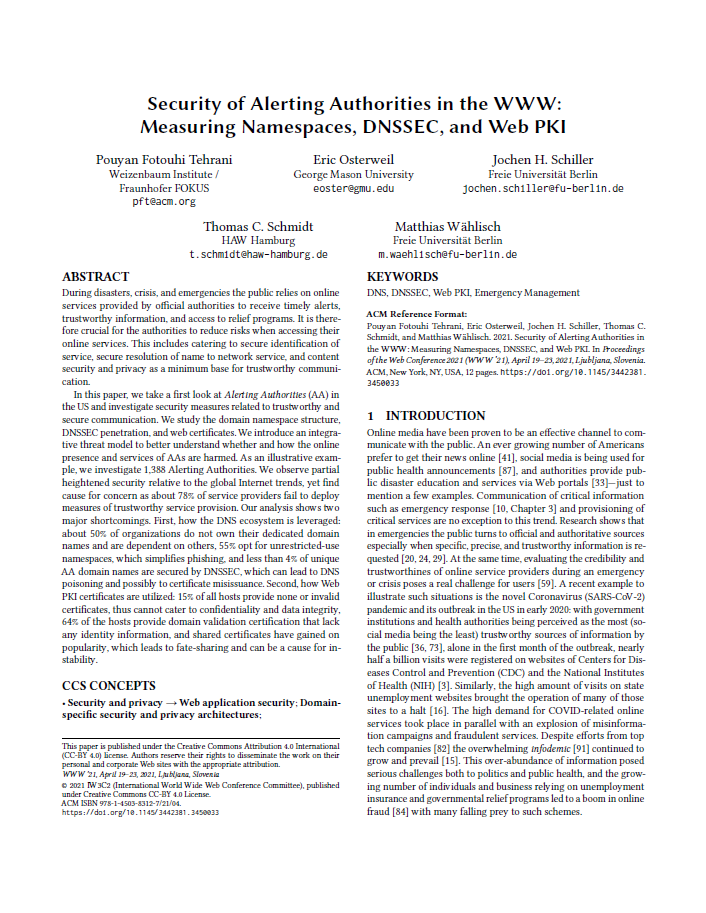 Security of Alerting Authorities in the WWW:
Measuring Namespaces, DNSSEC, and Web PKI
Pouyan Fotouhi Tehrani
Weizenbaum Institute /
Fraunhofer FOKUS
pft@acm.org
Eric Osterweil
George Mason University
eoster@gmu.edu
Jochen H. Schiller
Freie Universität Berlin
jochen.schiller@fu-berlin.de
Thomas C. Schmidt
HAW Hamburg
t.schmidt@haw-hamburg.de
Matthias Wählisch
Freie Universität Berlin
m.waehlisch@fu-berlin.de
ABSTRACT
During disasters, crisis, and emergencies the public relies on online
services provided by official authorities to receive timely alerts,
trustworthy information, and access to relief programs. It is there-
fore crucial for the authorities to reduce risks when accessing their
online services. This includes catering to secure identification of
service, secure resolution of name to network service, and content
security and privacy as a minimum base for trustworthy communi-
cation.
In this paper, we take a first look at Alerting Authorities (AA) in
the US and investigate security measures related to trustworthy and
secure communication. We study the domain namespace structure,
DNSSEC penetration, and web certificates. We introduce an integra-
tive threat model to better understand whether and how the online
presence and services of AAs are harmed. As an illustrative exam-
ple, we investigate 1,388 Alerting Authorities. We observe partial
heightened security relative to the global Internet trends, yet find
cause for concern as about 78% of service providers fail to deploy
measures of trustworthy service provision. Our analysis shows two
major shortcomings. First, how the DNS ecosystem is leveraged:
about 50% of organizations do not own their dedicated domain
names and are dependent on others, 55% opt for unrestricted-use
namespaces, which simplifies phishing, and less than 4% of unique
AA domain names are secured by DNSSEC, which can lead to DNS
poisoning and possibly to certificate misissuance. Second, how Web
PKI certificates are utilized: 15% of all hosts provide none or invalid
certificates, thus cannot cater to confidentiality and data integrity,
64% of the hosts provide domain validation certification that lack
any identity information, and shared certificates have gained on
popularity, which leads to fate-sharing and can be a cause for in-
stability.
CCS CONCEPTS
• Security and privacy → Web application security; Domain-
specific security and privacy architectures;
This paper is published under the Creative Commons Attribution 4.0 International
(CC-BY 4.0) license. Authors reserve their rights to disseminate the work on their
personal and corporate Web sites with the appropriate attribution.
WWW '21, April 19–23, 2021, Ljubljana, Slovenia
© 2021 IW3C2 (International World Wide Web Conference Committee), published
under Creative Commons CC-BY 4.0 License.
ACM ISBN 978-1-4503-8312-7/21/04.
https://doi.org/10.1145/3442381.3450033
KEYWORDS
DNS, DNSSEC, Web PKI, Emergency Management
ACM Reference Format:
Pouyan Fotouhi Tehrani, Eric Osterweil, Jochen H. Schiller, Thomas C.
Schmidt, and Matthias Wählisch. 2021. Security of Alerting Authorities in
the WWW: Measuring Namespaces, DNSSEC, and Web PKI. In Proceedings
of the Web Conference 2021 (WWW '21), April 19–23, 2021, Ljubljana, Slovenia.
ACM, New York, NY, USA, 12 pages. https://doi.org/10.1145/3442381.
3450033
1 INTRODUCTION
Online media have been proven to be an effective channel to com-
municate with the public. An ever growing number of Americans
prefer to get their news online [41], social media is being used for
public health announcements [87], and authorities provide pub-
lic disaster education and services via Web portals [33]—just to
mention a few examples. Communication of critical information
such as emergency response [10, Chapter 3] and provisioning of
critical services are no exception to this trend. Research shows that
in emergencies the public turns to official and authoritative sources
especially when specific, precise, and trustworthy information is re-
quested [20, 24, 29]. At the same time, evaluating the credibility and
trustworthines of online service providers during an emergency
or crisis poses a real challenge for users [59]. A recent example to
illustrate such situations is the novel Coronavirus (SARS-CoV-2)
pandemic and its outbreak in the US in early 2020: with government
institutions and health authorities being perceived as the most (so-
cial media being the least) trustworthy sources of information by
the public [36, 73], alone in the first month of the outbreak, nearly
half a billion visits were registered on websites of Centers for Dis-
eases Control and Prevention (CDC) and the National Institutes
of Health (NIH) [3]. Similarly, the high amount of visits on state
unemployment websites brought the operation of many of those
sites to a halt [16]. The high demand for COVID-related online
services took place in parallel with an explosion of misinforma-
tion campaigns and fraudulent services. Despite efforts from top
tech companies [82] the overwhelming infodemic [91] continued to
grow and prevail [15]. This over-abundance of information posed
serious challenges both to politics and public health, and the grow-
ing number of individuals and business relying on unemployment
insurance and governmental relief programs led to a boom in online
fraud [84] with many falling prey to such schemes.